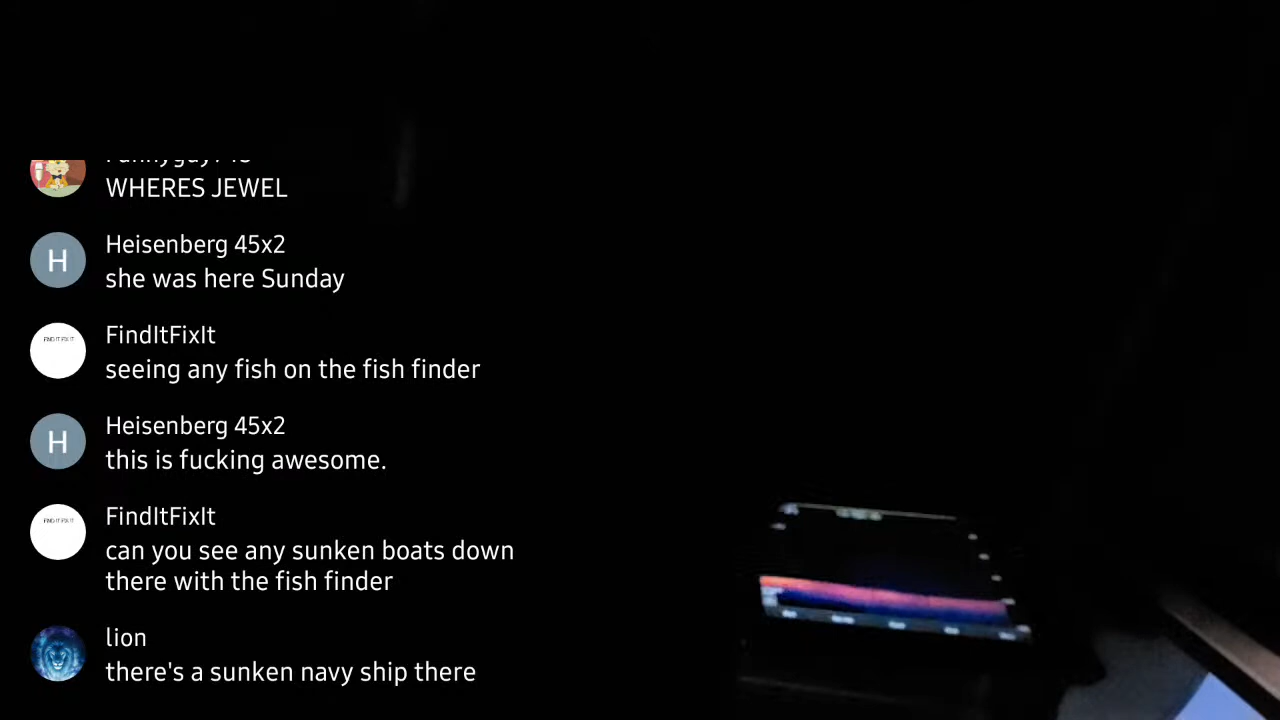 WHERES JEWEL
Heisenberg 45x2
she was here Sunday
FindItFixIt
seeing any fish on the fish finder
Heisenberg 45x2
this is fucking awesome.
FindItFixIt
can you see any sunken boats down
there with the fish finder
lion
there's a sunken navy ship there